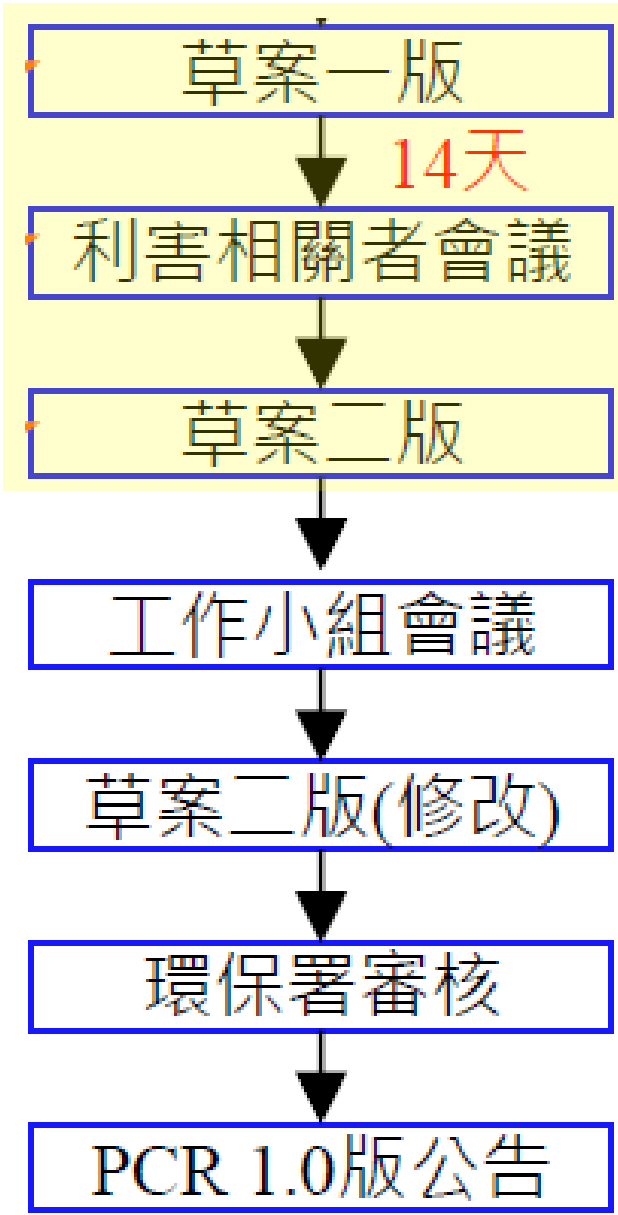 草案一版
14天
利害相關者會議
草案二版
工作小組會議
草案二版(修改)
環保署審核
PCR 1.0版公告